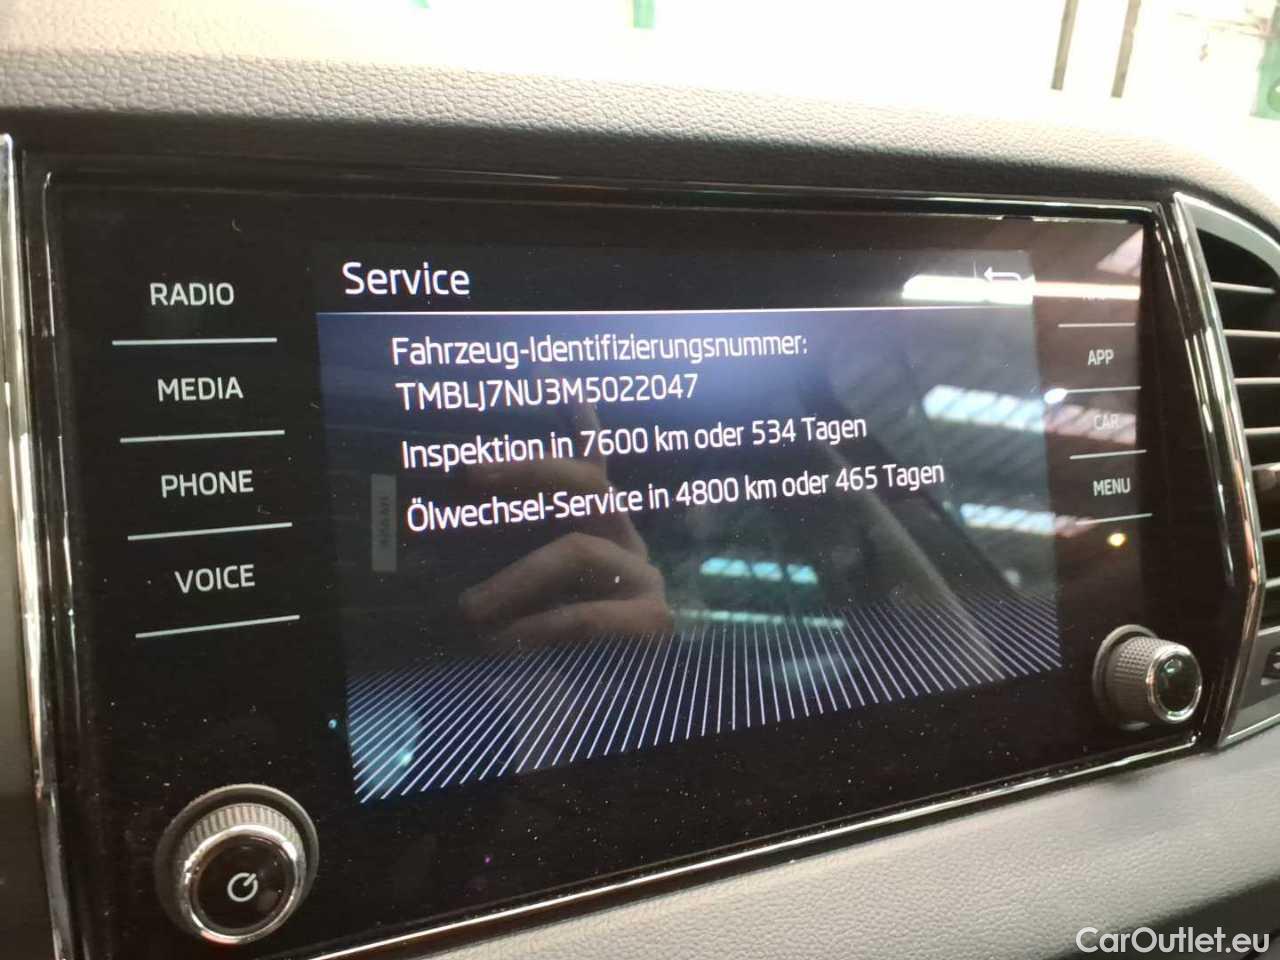 Service
RADIO
MEDIA
PHONE
VOICE
Fahrzeug-Identifizierungsnummer:
TMBLJ7NU3M5022047
Inspektion in 7600 km oder 534 Tagen
Ölwechsel-Service in 4800 km oder 465 Tagen
APP
CAR
MENU
CarOutlet.eu